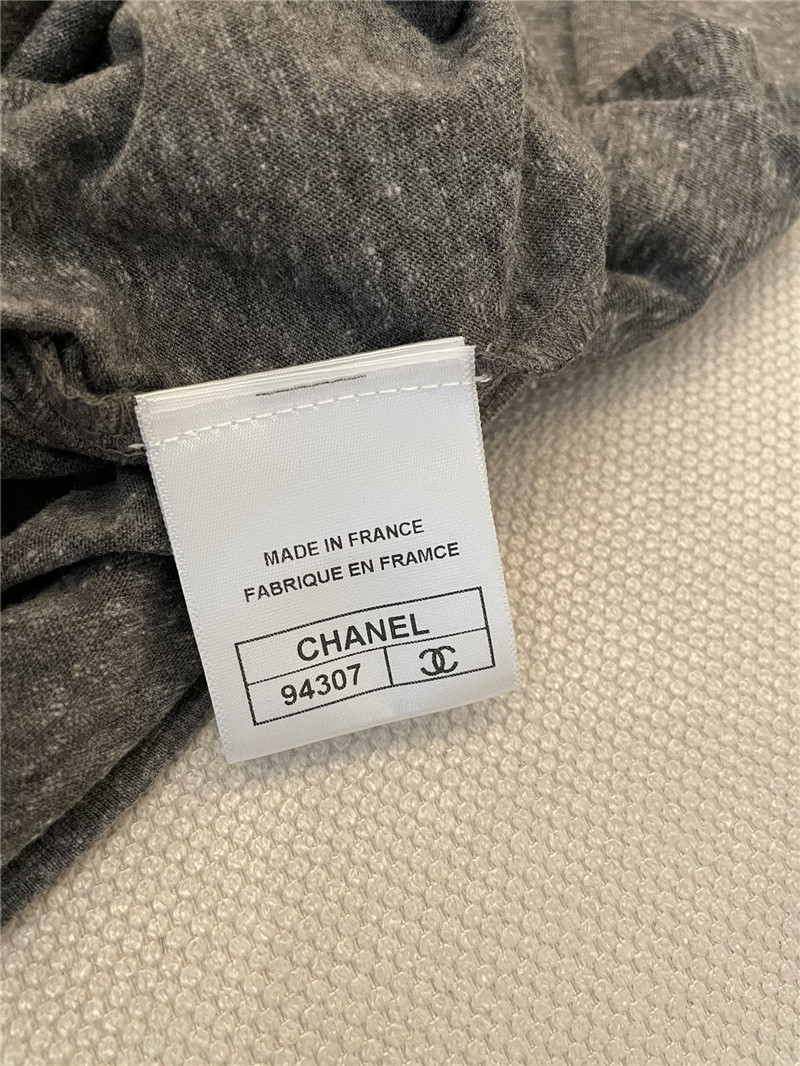 MADE IN FRANCE
FABRIQUE EN FRAMCE
CHANEL
94307